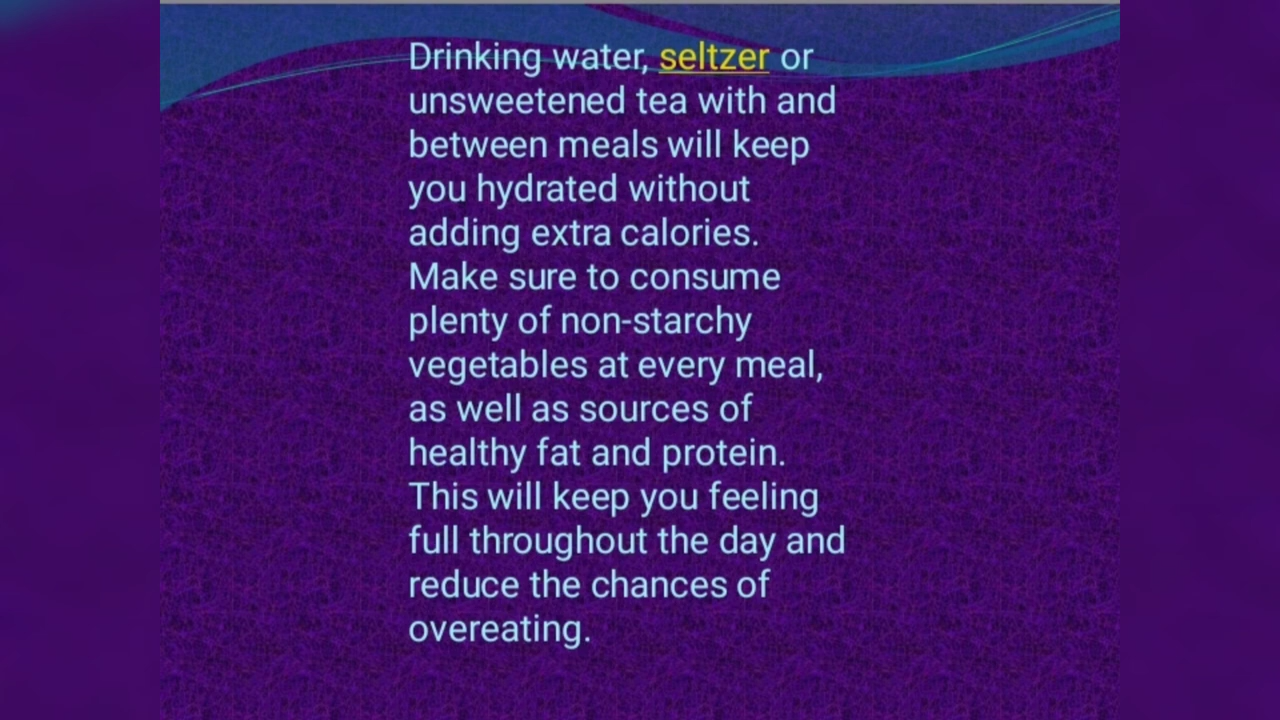 Drinking water, seltzer or
unsweetened tea with and
between meals will keep
you hydrated without
adding extra calories.
Make sure to consume
plenty of non-starchy
vegetables at every meal,
as well as sources of
healthy fat and protein.
This will keep you feeling
full throughout the day and
reduce the chances of
overeating.